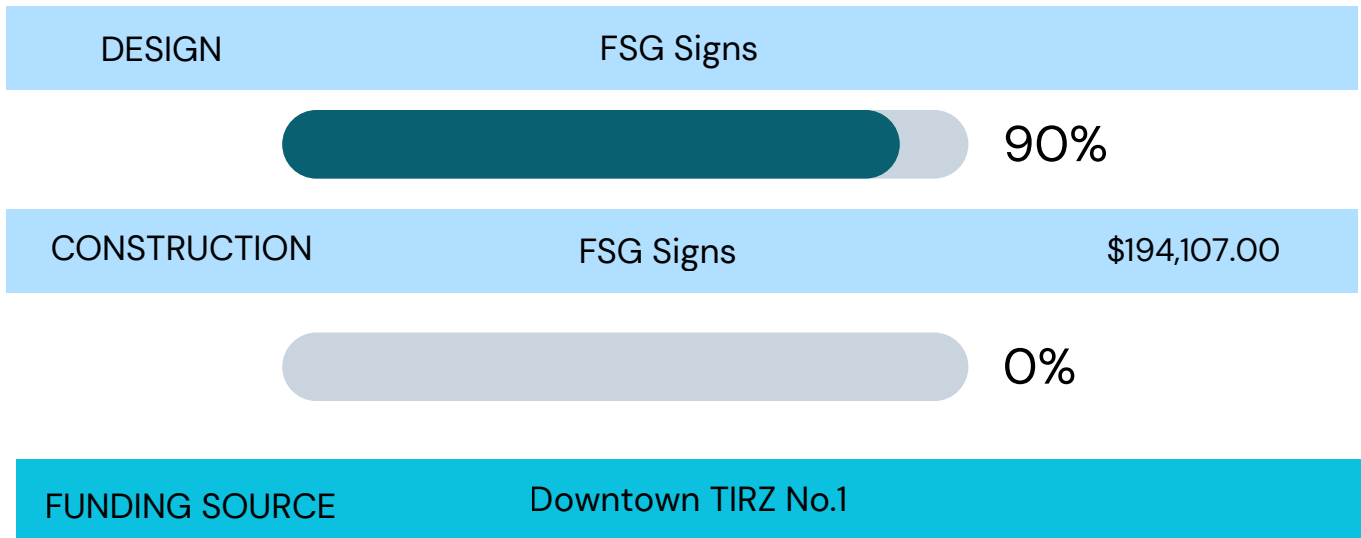 DESIGN FSG Signs
90%
CONSTRUCTION FSG Signs $194,107.00
0%
FUNDING SOURCE Downtown TIRZ No.1